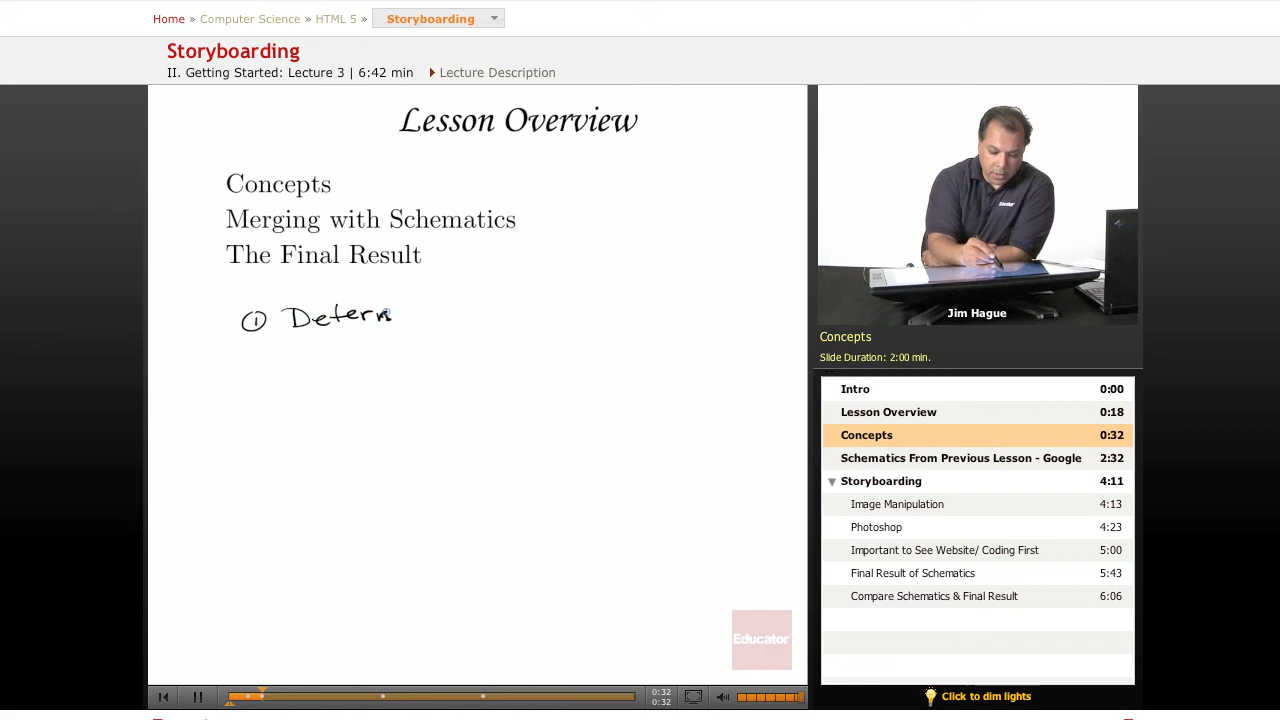 Home » Computer Science » HTML 5 » Storyboarding
Storyboarding
II. Getting Started: Lecture 3 | 6:42 min Lecture Description
Lesson Overview
Concepts
Merging with Schematics
The Final Result
① Determ
Educator
Educator
Jim Hague
Concepts
Slide Duration: 2:00 min.
Intro 0:00
Lesson Overview 0:18
Concepts 0:32
Schematics From Previous Lesson - Google 2:32
Storyboarding 4:11
Image Manipulation 4:13
Photoshop 4:23
Important to See Website/ Coding First 5:00
Final Result of Schematics 5:43
Compare Schematics & Final Result 6:06
0:32
0:32
Click to dim lights